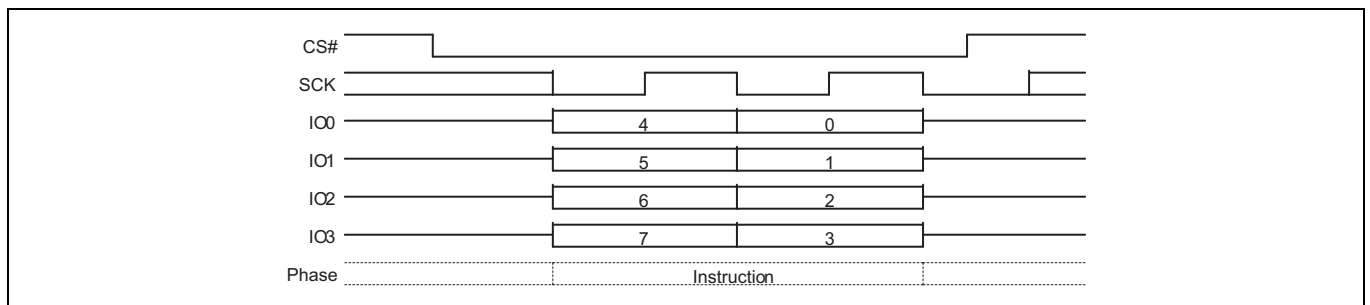 CS#
SCK
IO0 4 0
IO1 5 1
IO2 6 2
IO3 7 3
Phase Instruction